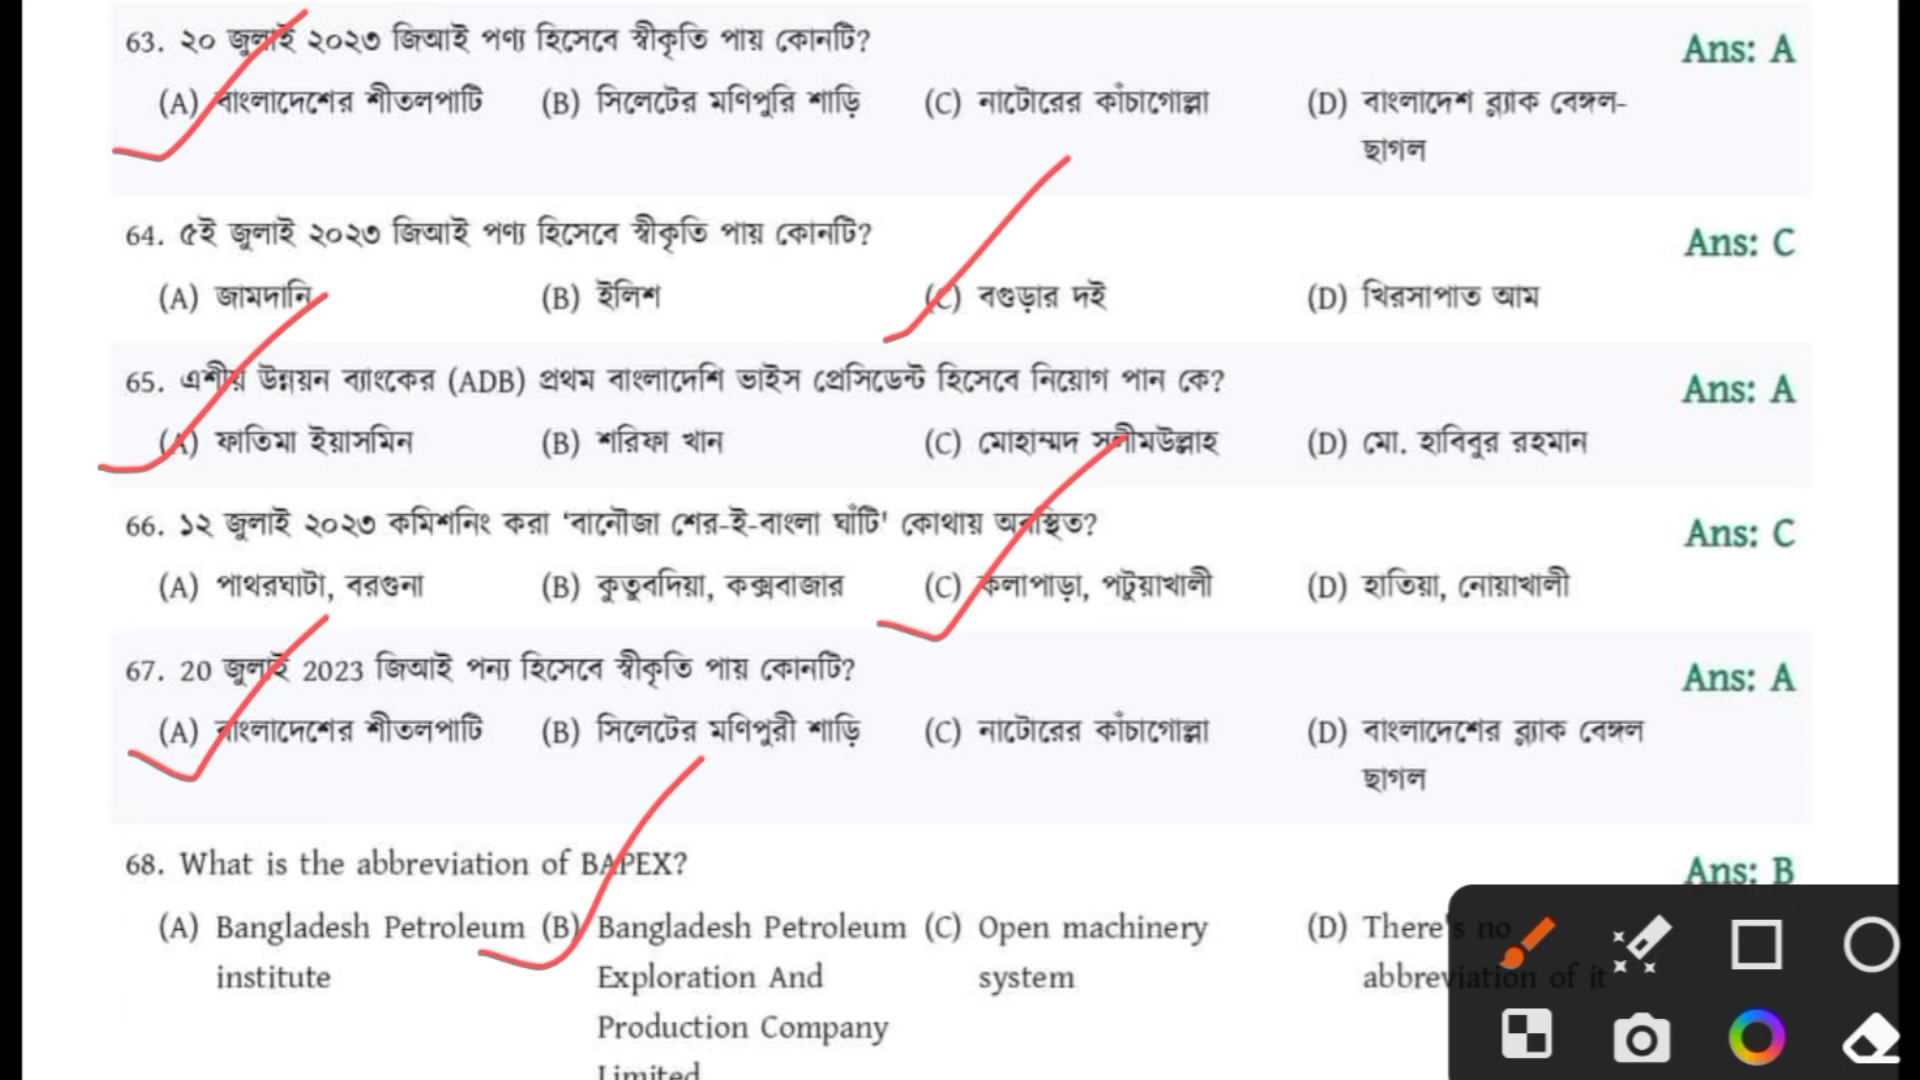 63. ২০ জুলাই ২০২৩ জিআই পণ্য হিসেবে স্বীকৃতি পায় কোনটি? Ans: A
(A) বাংলাদেশের শীতলপাটি (B) সিলেটের মণিপুরি শাড়ি (C) নাটোরের কাঁচাগোল্লা (D) বাংলাদেশ ব্ল্যাক বেঙ্গল-
ছাগল
64. ৫ই জুলাই ২০২৩ জিআই পণ্য হিসেবে স্বীকৃতি পায় কোনটি? Ans: C
(A) জামদানি (B) ইলিশ (C) বগুড়ার দই (D) খিরসাপাত আম
65. এশীয় উন্নয়ন ব্যাংকের (ADB) প্রথম বাংলাদেশি ভাইস প্রেসিডেন্ট হিসেবে নিয়োগ পান কে? Ans: A
(A) ফাতিমা ইয়াসমিন (B) শরিফা খান (C) মোহাম্মদ সলীমউল্লাহ (D) মো. হাবিবুর রহমান
66. ১২ জুলাই ২০২৩ কমিশনিং করা ‘বানৌজা শের-ই-বাংলা ঘাঁটি' কোথায় অবস্থিত? Ans: C
(A) পাথরঘাটা, বরগুনা (B) কুতুবদিয়া, কক্সবাজার (C) কলাপাড়া, পটুয়াখালী (D) হাতিয়া, নোয়াখালী
67. 20 জুলাই 2023 জিআই পন্য হিসেবে স্বীকৃতি পায় কোনটি? Ans: A
(A) বাংলাদেশের শীতলপাটি (B) সিলেটের মণিপুরী শাড়ি (C) নাটোরের কাঁচাগোল্লা (D) বাংলাদেশের ব্ল্যাক বেঙ্গল
ছাগল
68. What is the abbreviation of BAPEX? Ans: B
(A) Bangladesh Petroleum (B) Bangladesh Petroleum (C) Open machinery (D) There's no
institute Exploration And system abbreviation of it
Production Company
Limited